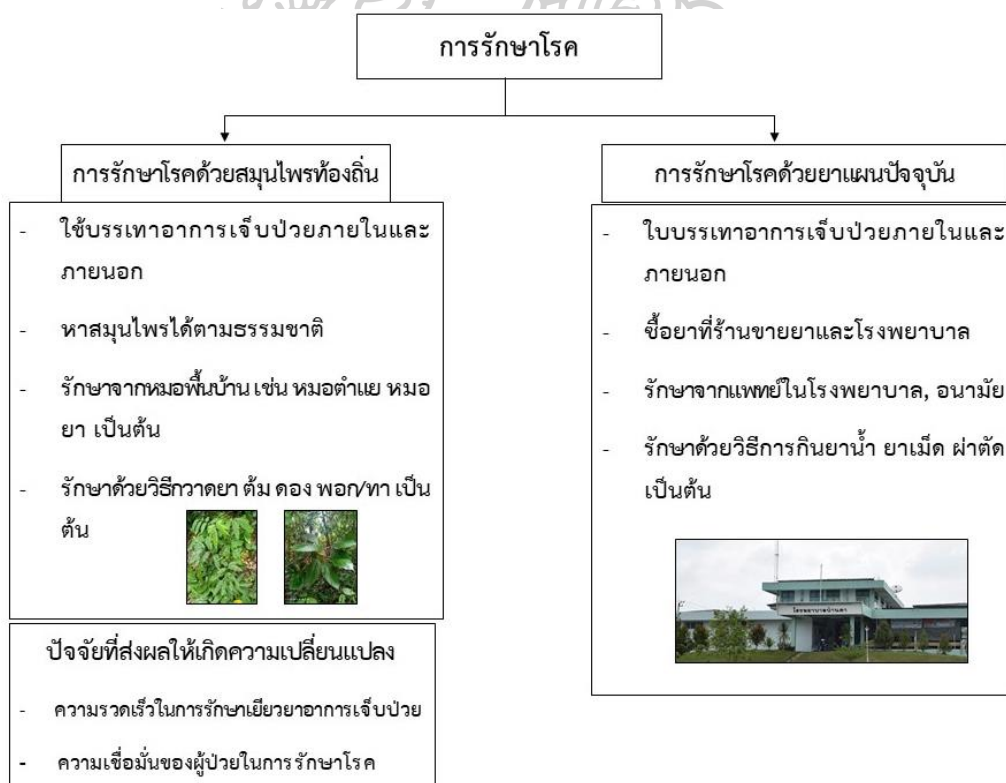 การรักษาโรค
การรักษาโรคด้วยสมุนไพรท้องถิ่น
- ใช้บรรเทาอาการเจ็บป่วยภายในและ
ภายนอก
- หาสมุนไพรได้ตามธรรมชาติ
- รักษาจากหมอพื้นบ้าน เช่น หมอตำแย หมอ
ยา เป็นต้น
- รักษาด้วยวิธีกวาดยา ต้ม ดอง พอก/ทา เป็น
ต้น
ปัจจัยที่ส่งผลให้เกิดความเปลี่ยนแปลง
- ความรวดเร็วในการรักษาเยียวยาอาการเจ็บป่วย
- ความเชื่อมั่นของผู้ป่วยในการรักษาโรค
การรักษาโรคด้วยยาแผนปัจจุบัน
- ใบบรรเทาอาการเจ็บป่วยภายในและ
ภายนอก
- ซื้อยาที่ร้านขายยาและโรงพยาบาล
- รักษาจากแพทย์ในโรงพยาบาล, อนามัย
- รักษาด้วยวิธีการกินยาน้ำ ยาเม็ด ผ่าตัด
เป็นต้น
โรงพยาบาลบ้านตา